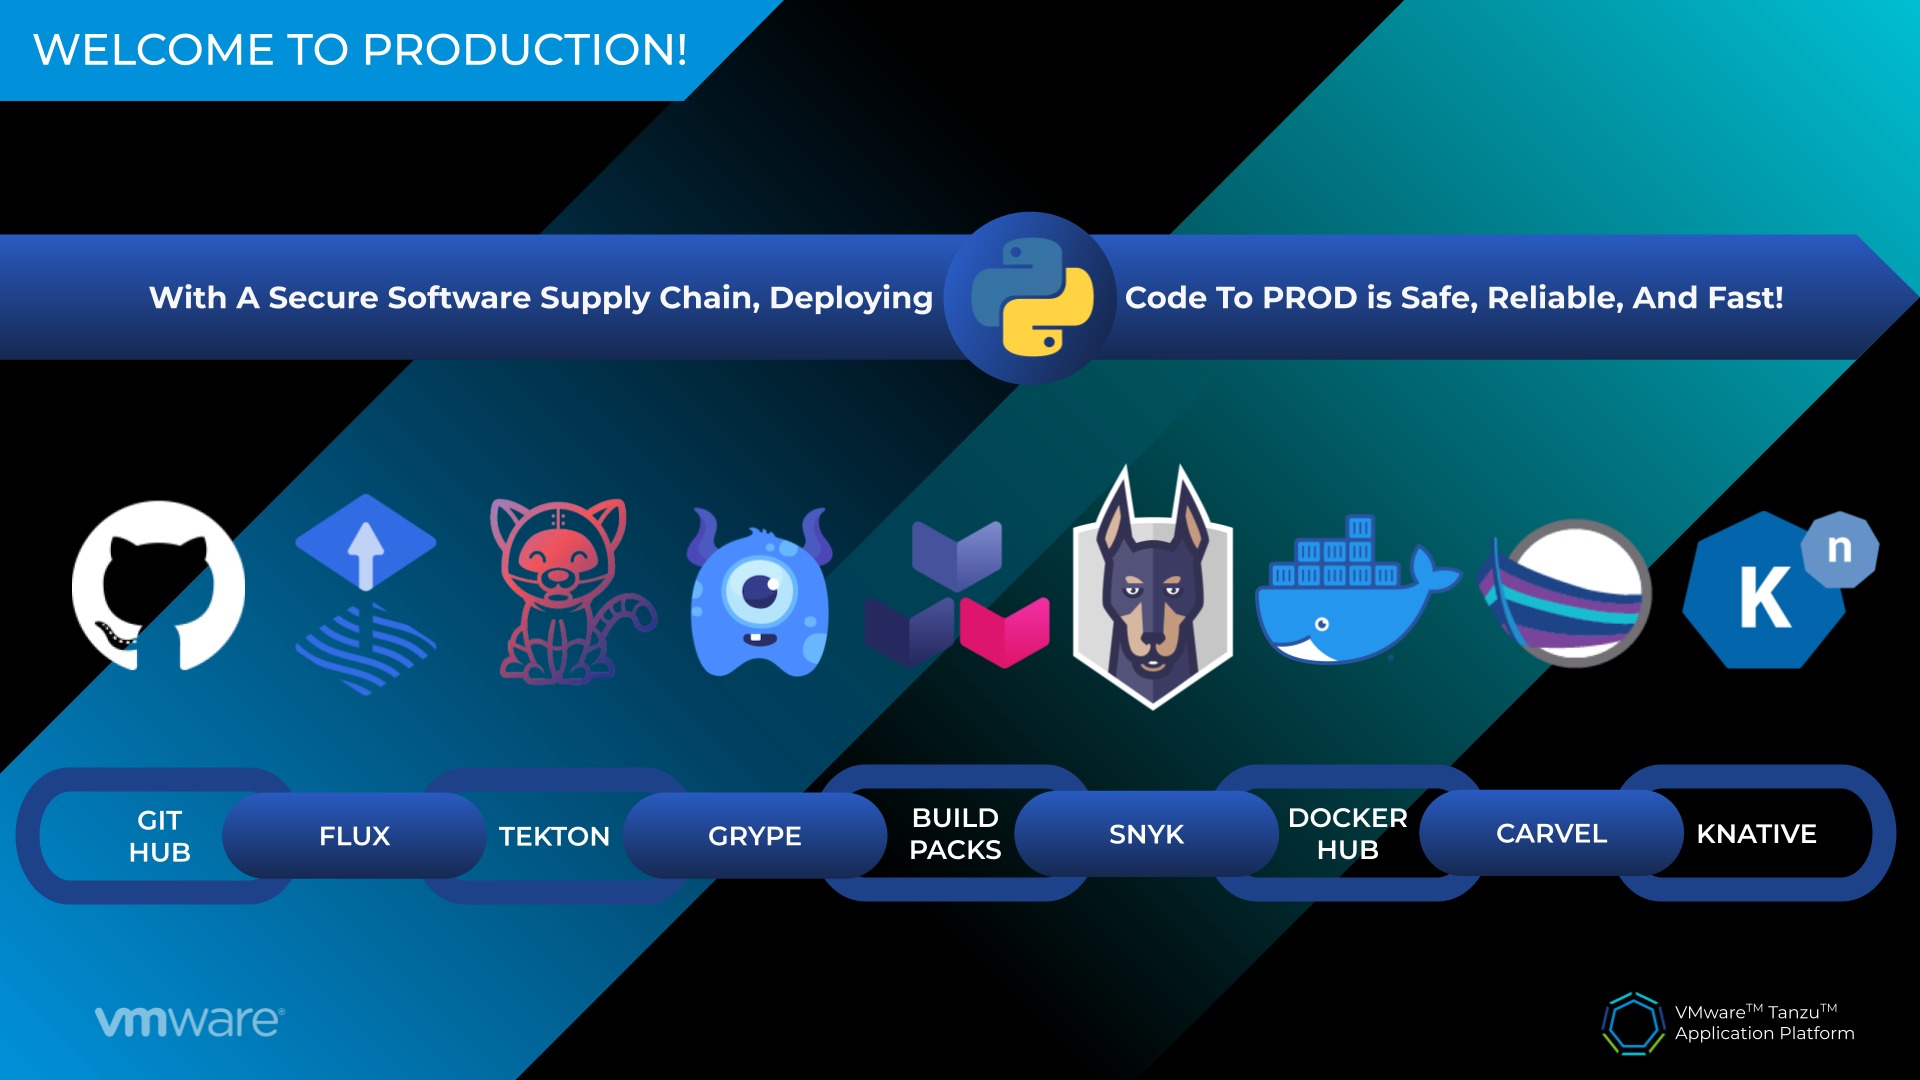 WELCOME TO PRODUCTION!
With A Secure Software Supply Chain, Deploying Code To PROD is Safe, Reliable, And Fast!
K n
GIT
HUB
FLUX
TEKTON
GRYPE
BUILD
PACKS
SNYK
DOCKER
HUB
CARVEL
KNATIVE
vmware®
VMware™ Tanzu™
Application Platform